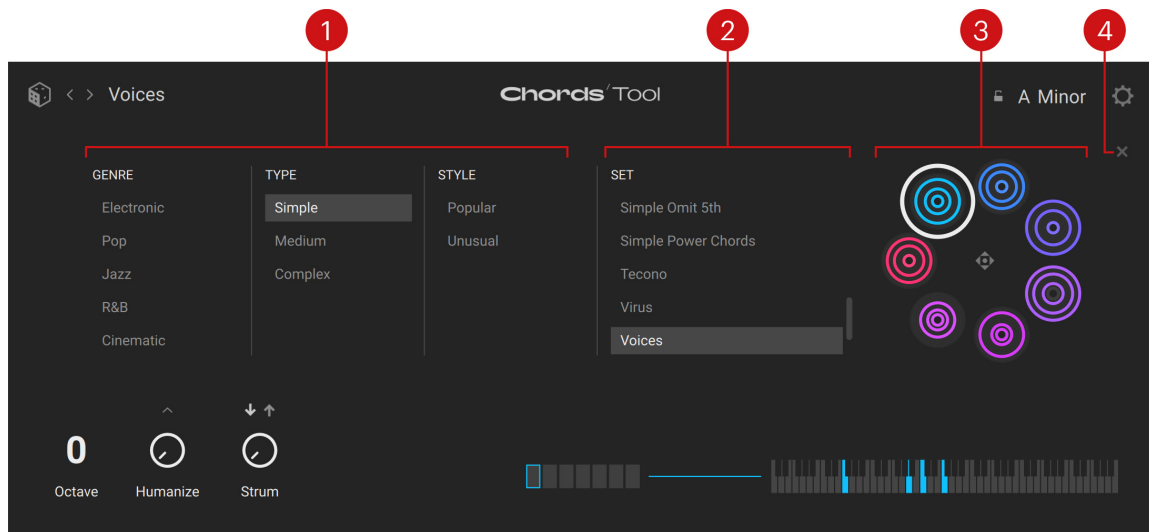 1
2
3
4
Voices
Chords'Tool
A Minor
GENRE
Electronic
Pop
Jazz
R&B
Cinematic
TYPE
Simple
Medium
Complex
STYLE
Popular
Unusual
SET
Simple Omit 5th
Simple Power Chords
Tecono
Virus
Voices
0
Octave
Humanize
Strum